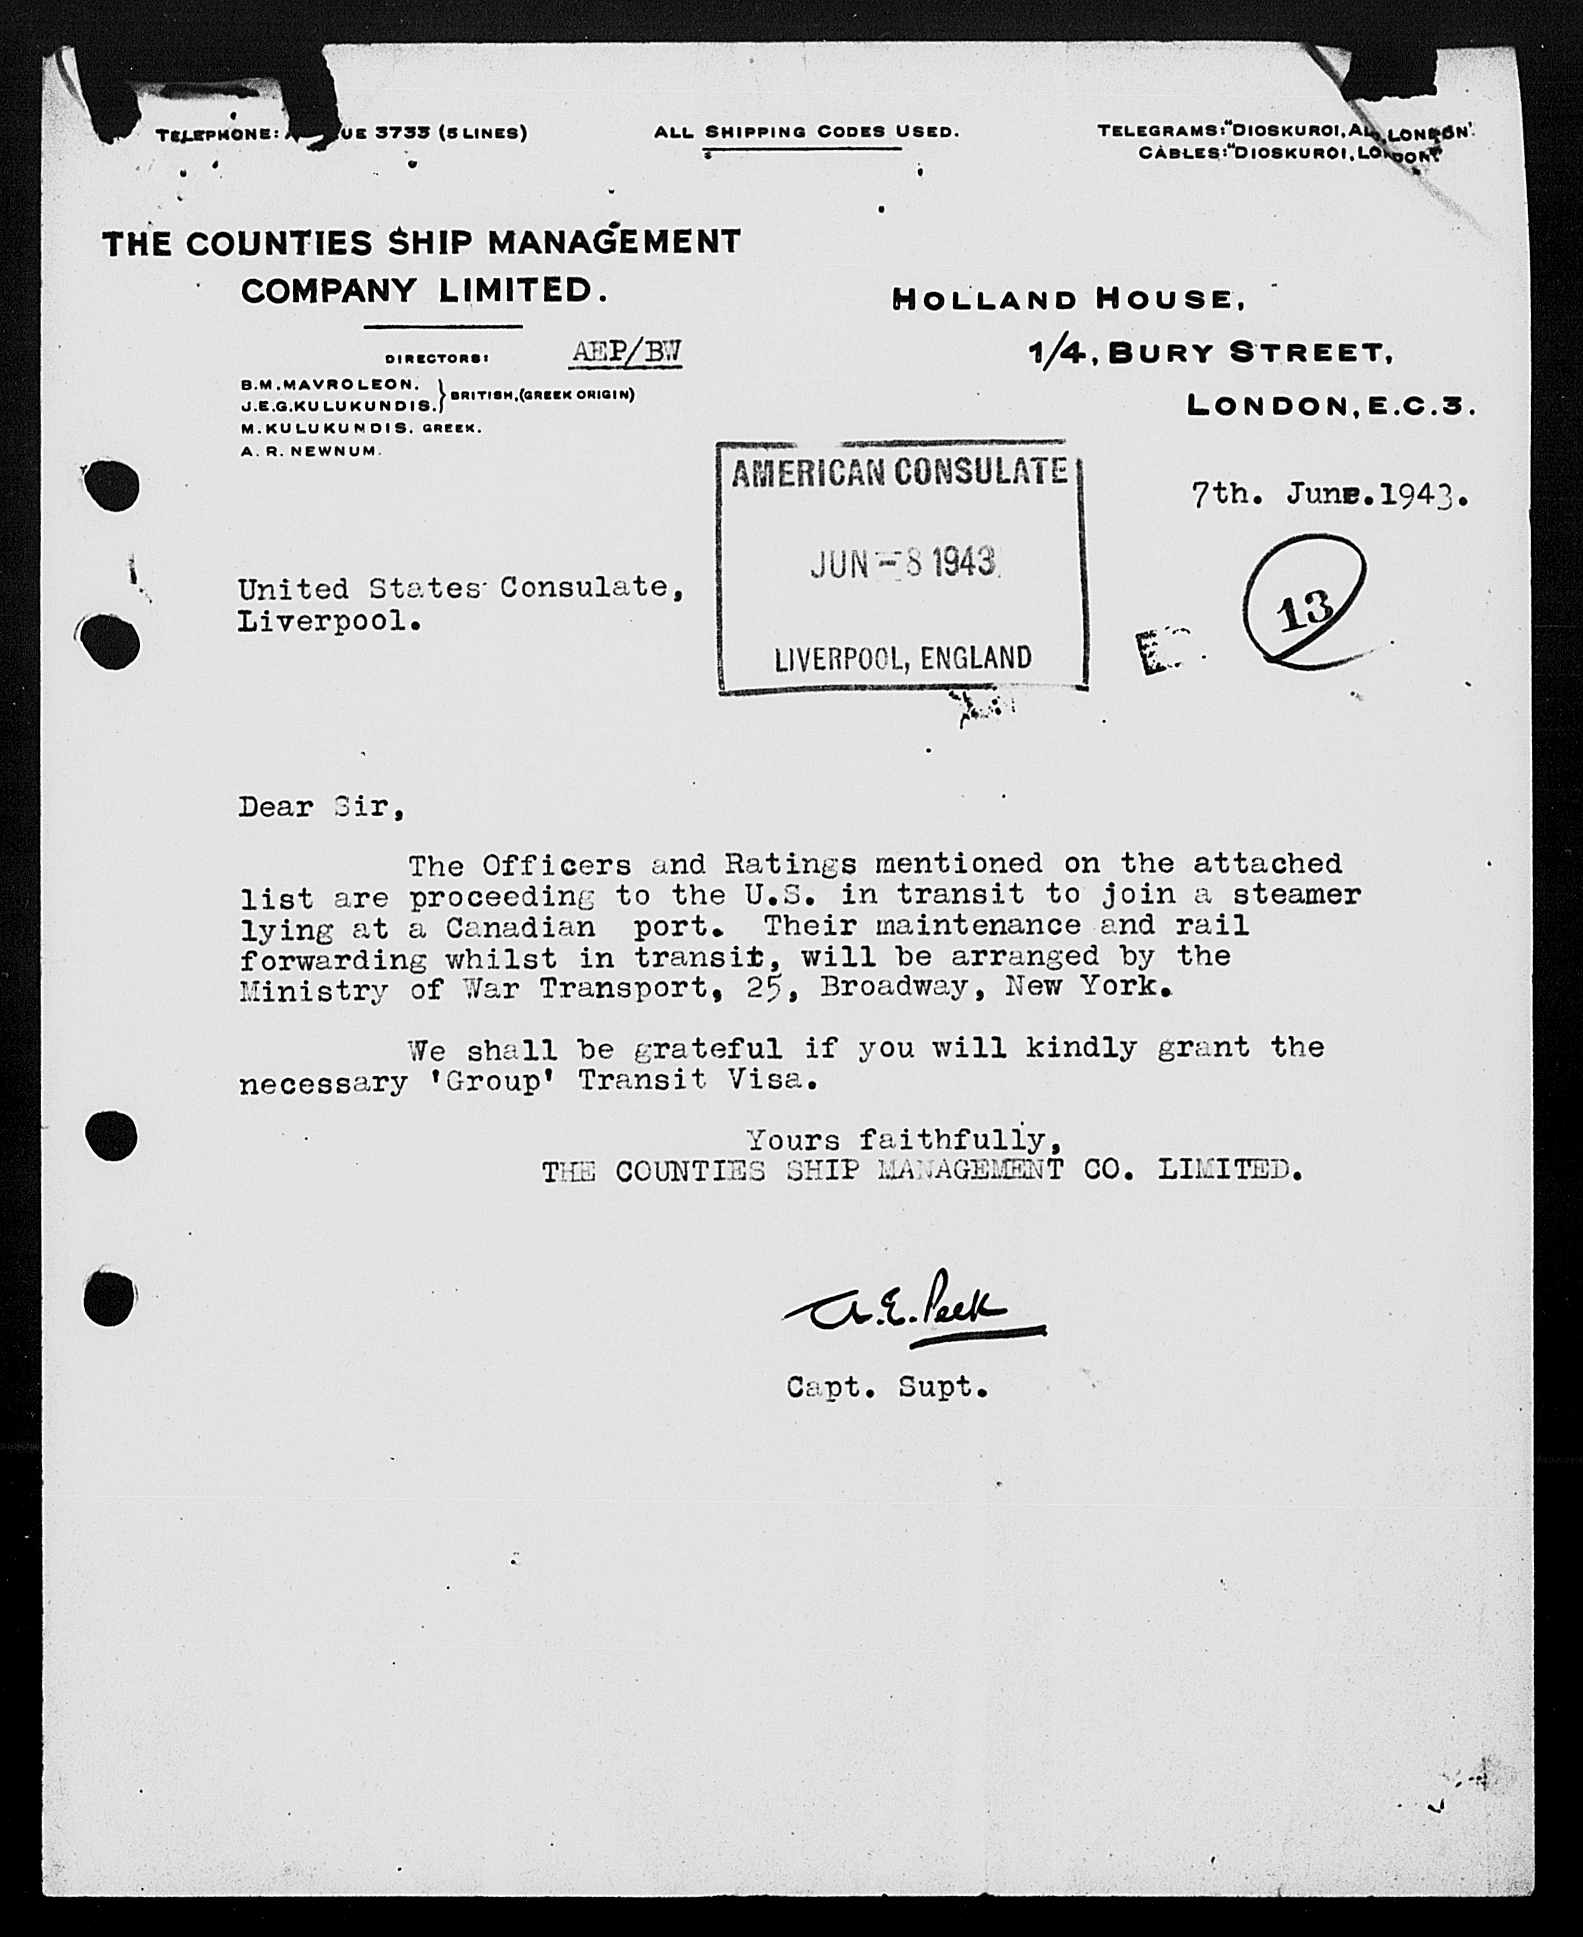 TELEPHONE: UE 3733 (5 LINES)
ALL SHIPPING CODES USED.
TELEGRAMS: "DIOSKUROI, AL, LONDON".
CABLES: "DIOSKUROI, LONDON"
THE COUNTIES SHIP MANAGEMENT
COMPANY LIMITED.
HOLLAND HOUSE,
1/4, BURY STREET,
LONDON, E.C.3.
DIRECTORS:
AEP/BW
B.M. MAVROLEON. } BRITISH, (GREEK ORIGIN)
J.E.G. KULUKUNDIS.
M. KULUKUNDIS. GREEK.
A. R. NEWNUM.
7th. June.1943.
AMERICAN CONSULATE
JUN - 8 1943
LIVERPOOL, ENGLAND
13
United States Consulate,
Liverpool.
Dear Sir,
The Officers and Ratings mentioned on the attached
list are proceeding to the U.S. in transit to join a steamer
lying at a Canadian port. Their maintenance and rail
forwarding whilst in transit, will be arranged by the
Ministry of War Transport, 25, Broadway, New York.
We shall be grateful if you will kindly grant the
necessary 'Group' Transit Visa.
Yours faithfully,
THE COUNTIES SHIP MANAGEMENT CO. LIMITED.
A.E. Peek
Capt. Supt.